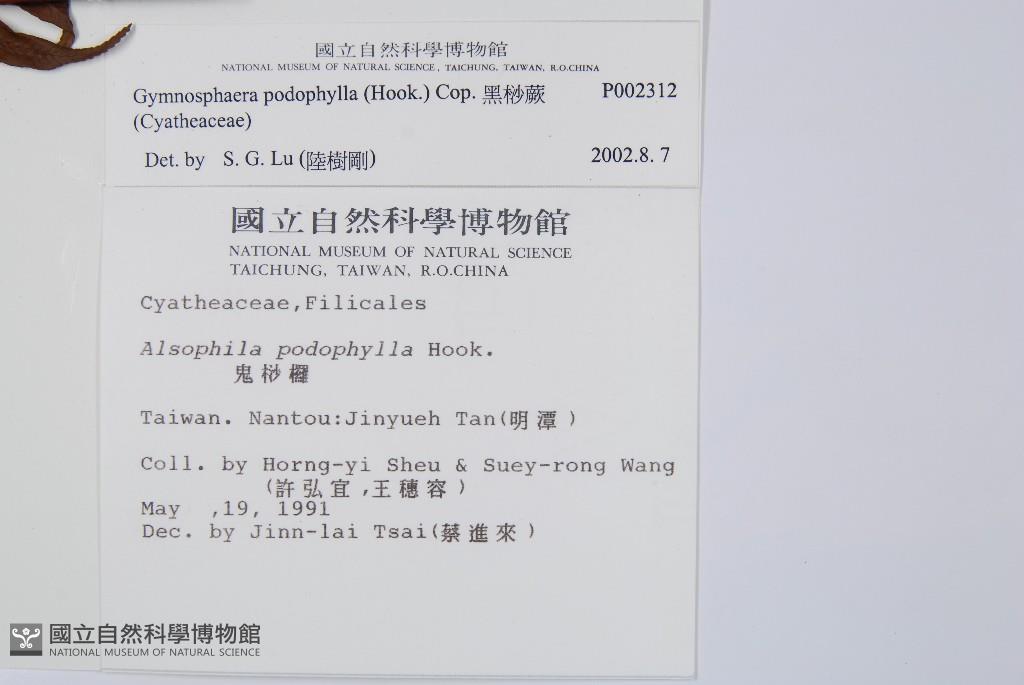 國立自然科學博物館
NATIONAL MUSEUM OF NATURAL SCIENCE, TAICHUNG, TAIWAN, R.O.CHINA
Gymnosphaera podophylla (Hook.) Cop. 黑桫蕨 P002312
(Cyatheaceae)
Det. by S. G. Lu (陸樹剛) 2002.8. 7
國立自然科學博物館
NATIONAL MUSEUM OF NATURAL SCIENCE
TAICHUNG, TAIWAN, R.O.CHINA
Cyatheaceae,Filicales
Alsophila podophylla Hook.
鬼桫欏
Taiwan. Nantou:Jinyueh Tan(明潭)
Coll. by Horng-yi Sheu & Suey-rong Wang
(許弘宜,王穗容)
May ,19, 1991
Dec. by Jinn-lai Tsai(蔡進來)
國立自然科學博物館
NATIONAL MUSEUM OF NATURAL SCIENCE